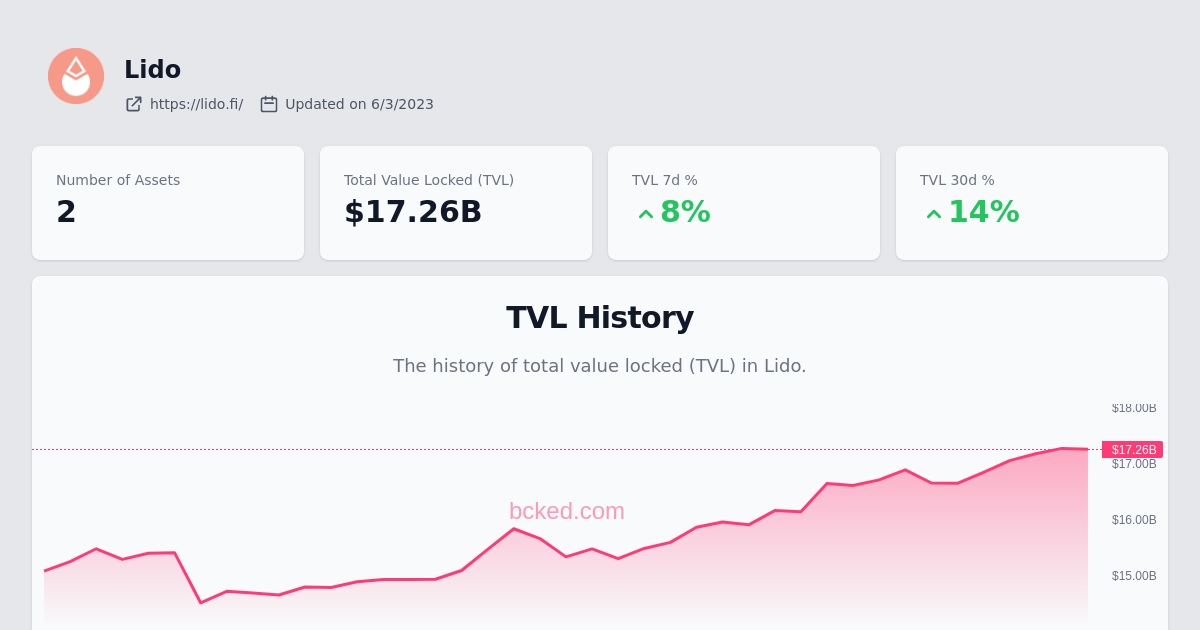 Lido
https://lido.fi/ Updated on 6/3/2023
Number of Assets
2
Total Value Locked (TVL)
$17.26B
TVL 7d %
8%
TVL 30d %
14%
TVL History
The history of total value locked (TVL) in Lido.
$18.00B
$17.26B
$17.00B
bcked.com
$16.00B
$15.00B